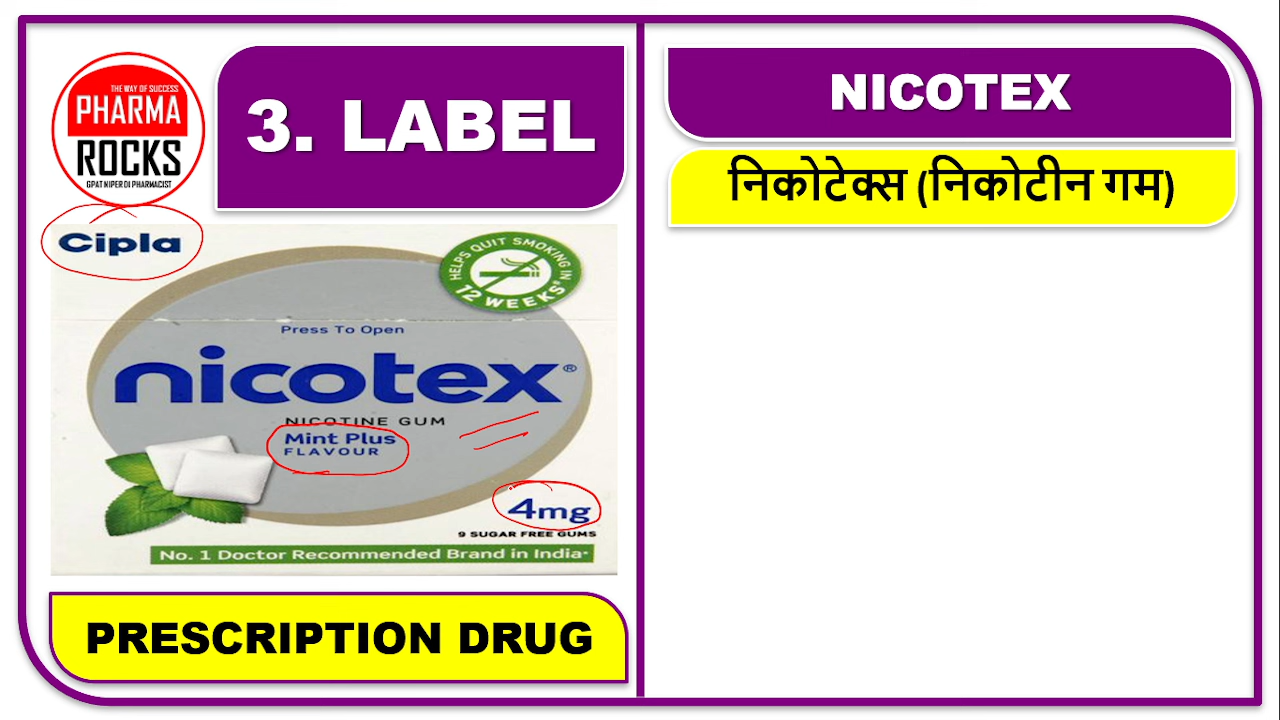 THE WAY OF SUCCESS
PHARMA
ROCKS
GPAT NIPER DI PHARMACIST
3. LABEL
Cipla
HELPS QUIT SMOKING IN
12 WEEKS®
Press To Open
nicotex®
NICOTINE GUM
Mint Plus
FLAVOUR
4mg
9 SUGAR FREE GUMS
No. 1 Doctor Recommended Brand in India*
PRESCRIPTION DRUG
NICOTEX
निकोटेक्स (निकोटीन गम)